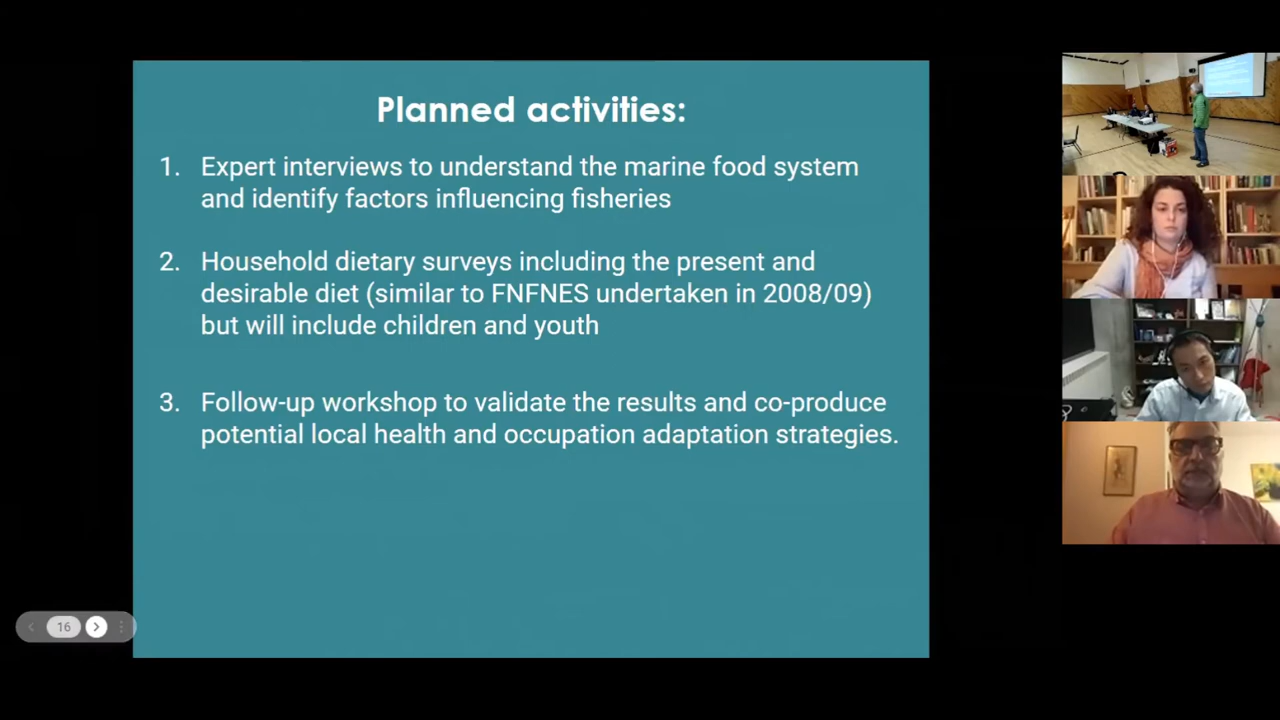 Planned activities:
1. Expert interviews to understand the marine food system
and identify factors influencing fisheries
2. Household dietary surveys including the present and
desirable diet (similar to FNFNES undertaken in 2008/09)
but will include children and youth
3. Follow-up workshop to validate the results and co-produce
potential local health and occupation adaptation strategies.
16